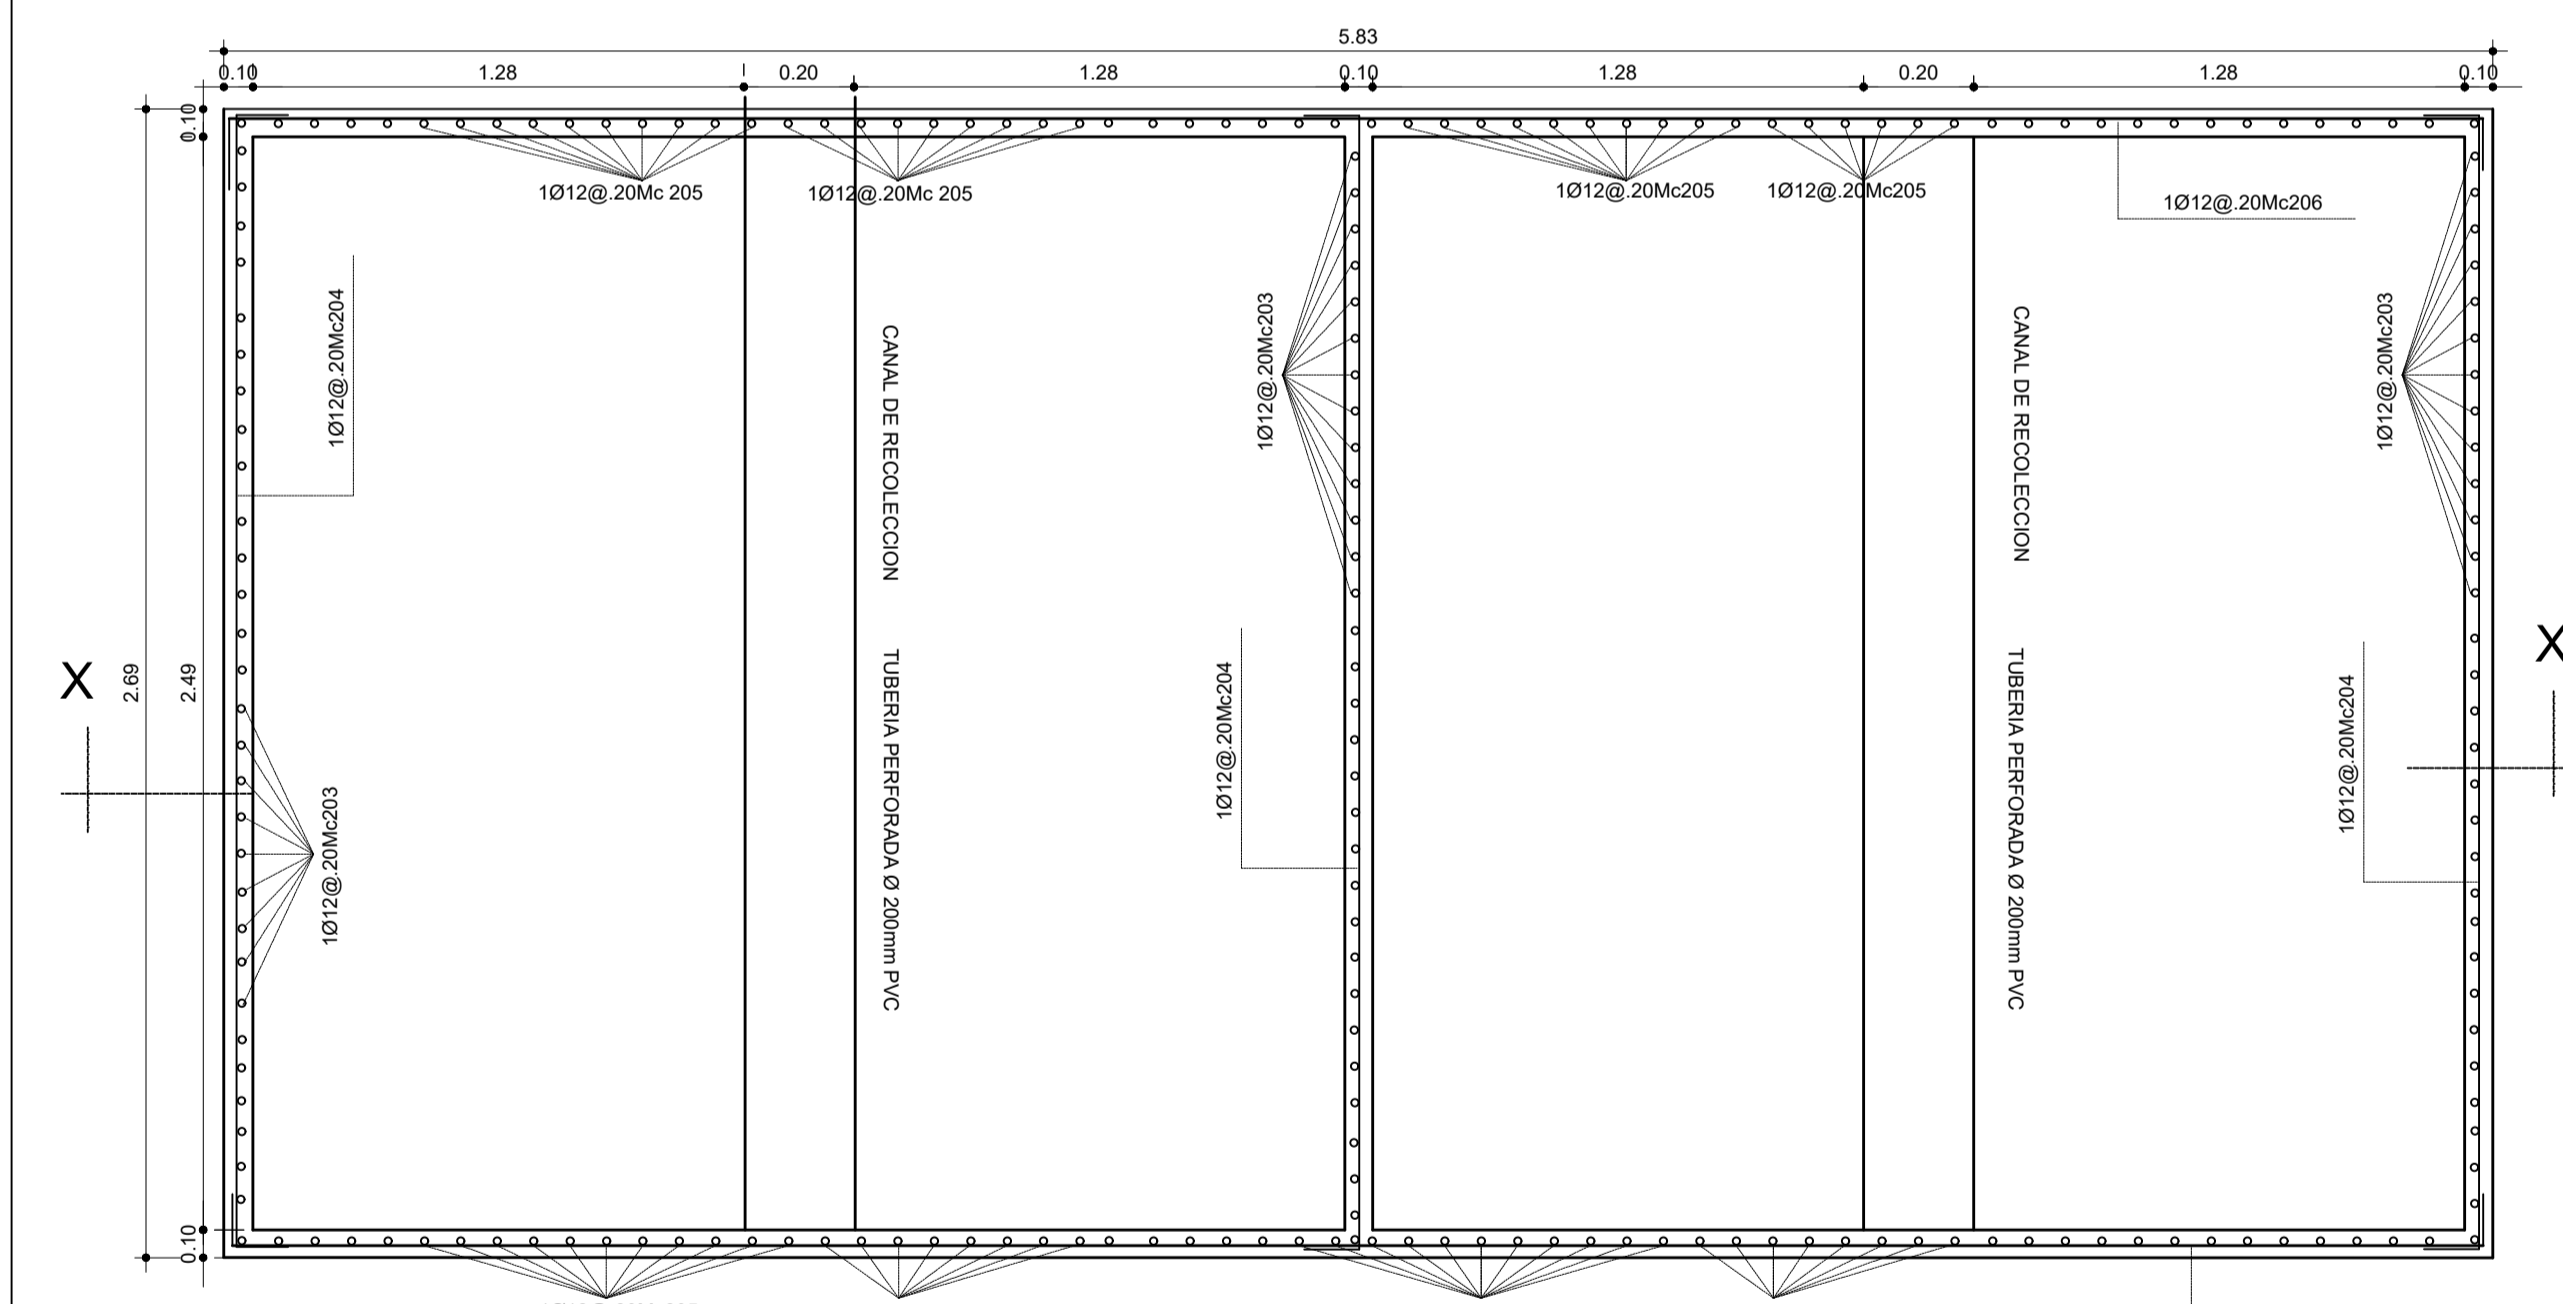 5.83
0.10 1.28 0.20 1.28 0.10 1.28 0.20 1.28 0.10
0.10
1Ø12@.20Mc 205
1Ø12@.20Mc 205
1Ø12@.20Mc205
1Ø12@.20Mc205
1Ø12@.20Mc206
1Ø12@.20Mc204
CANAL DE RECOLECCION
1Ø12@.20Mc203
CANAL DE RECOLECCION
1Ø12@.20Mc203
X
2.69
2.49
TUBERIA PERFORADA Ø 200mm PVC
1Ø12@.20Mc204
TUBERIA PERFORADA Ø 200mm PVC
1Ø12@.20Mc204
X
1Ø12@.20Mc203
0.10